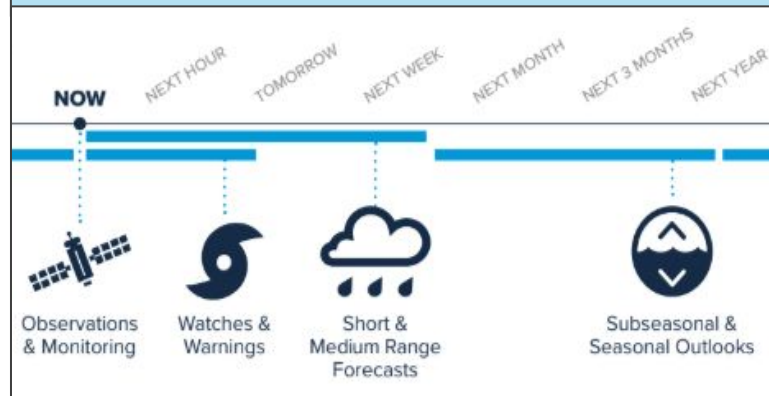 NOW
NEXT HOUR
TOMORROW
NEXT WEEK
NEXT MONTH
NEXT 3 MONTHS
NEXT YEAR
Observations
& Monitoring
Watches &
Warnings
Short &
Medium Range
Forecasts
Subseasonal &
Seasonal Outlooks